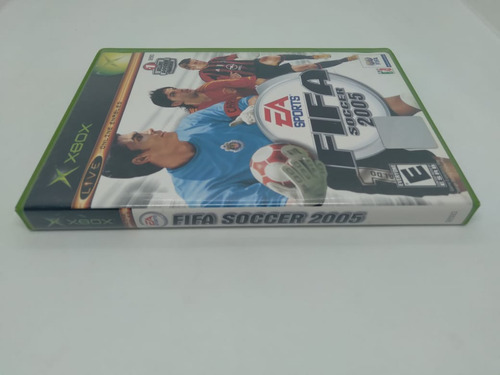 XBOX
LIVE
EA
SPORTS
FIFA
SOCCER
2005
E
XBOX
FIFA SOCCER 2005